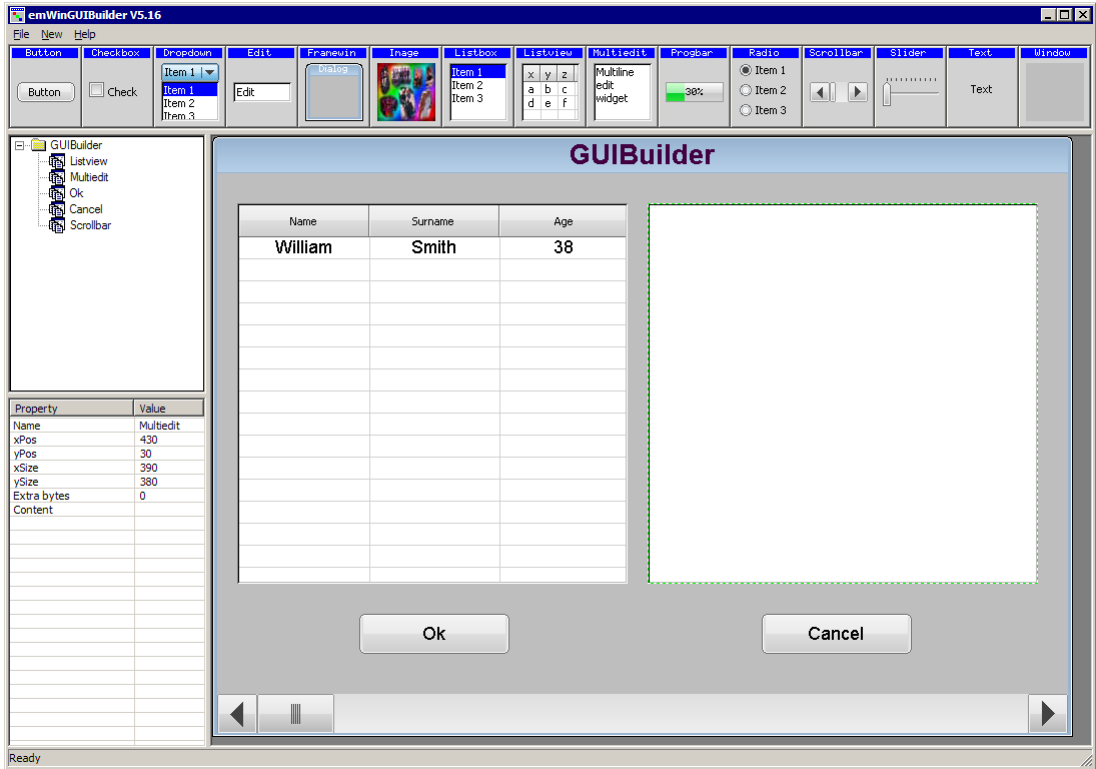 emWinGUIBuilder V5.16
File New Help
Button Checkbox Dropdown Edit Framewin Image Listbox Listview Multiedit Progbar Radio Scrollbar Slider Text Window
Button
Check
Item 1
Item 1
Item 2
Item 3
Edit
Dialog
Item 1
Item 2
Item 3
x y z
a b c
d e f
Multiline
edit
widget
30%
Item 1
Item 2
Item 3
Text
GUIBuilder
Listview
Multiedit
Ok
Cancel
Scrollbar
Property Value
Name Multiedit
xPos 430
yPos 30
xSize 390
ySize 380
Extra bytes 0
Content
GUIBuilder
Name Surname Age
William Smith 38
Ok
Cancel
Ready